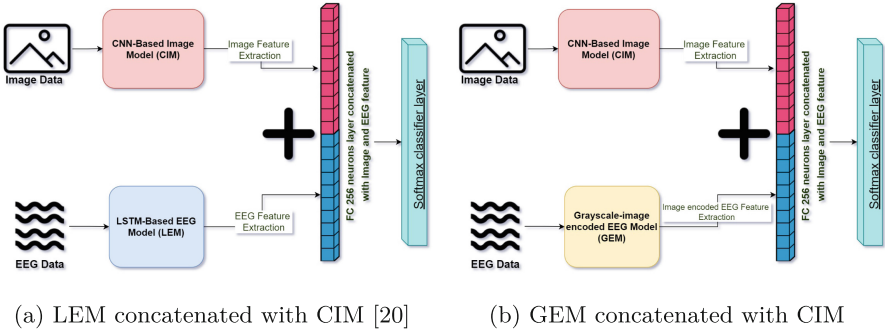 CNN-Based Image
Model (CIM)
Image Feature
Extraction
Image Data
LSTM-Based EEG
Model (LEM)
EEG Feature
Extraction
EEG Data
FC 256 neurons layer concatenated
with Image and EEG feature
Softmax classifier layer
(a) LEM concatenated with CIM [20]
CNN-Based Image
Model (CIM)
Image Feature
Extraction
Image Data
Grayscale-image
encoded EEG Model
(GEM)
Image encoded EEG Feature
Extraction
EEG Data
FC 256 neurons layer concatenated
with Image and EEG feature
Softmax classifier layer
(b) GEM concatenated with CIM